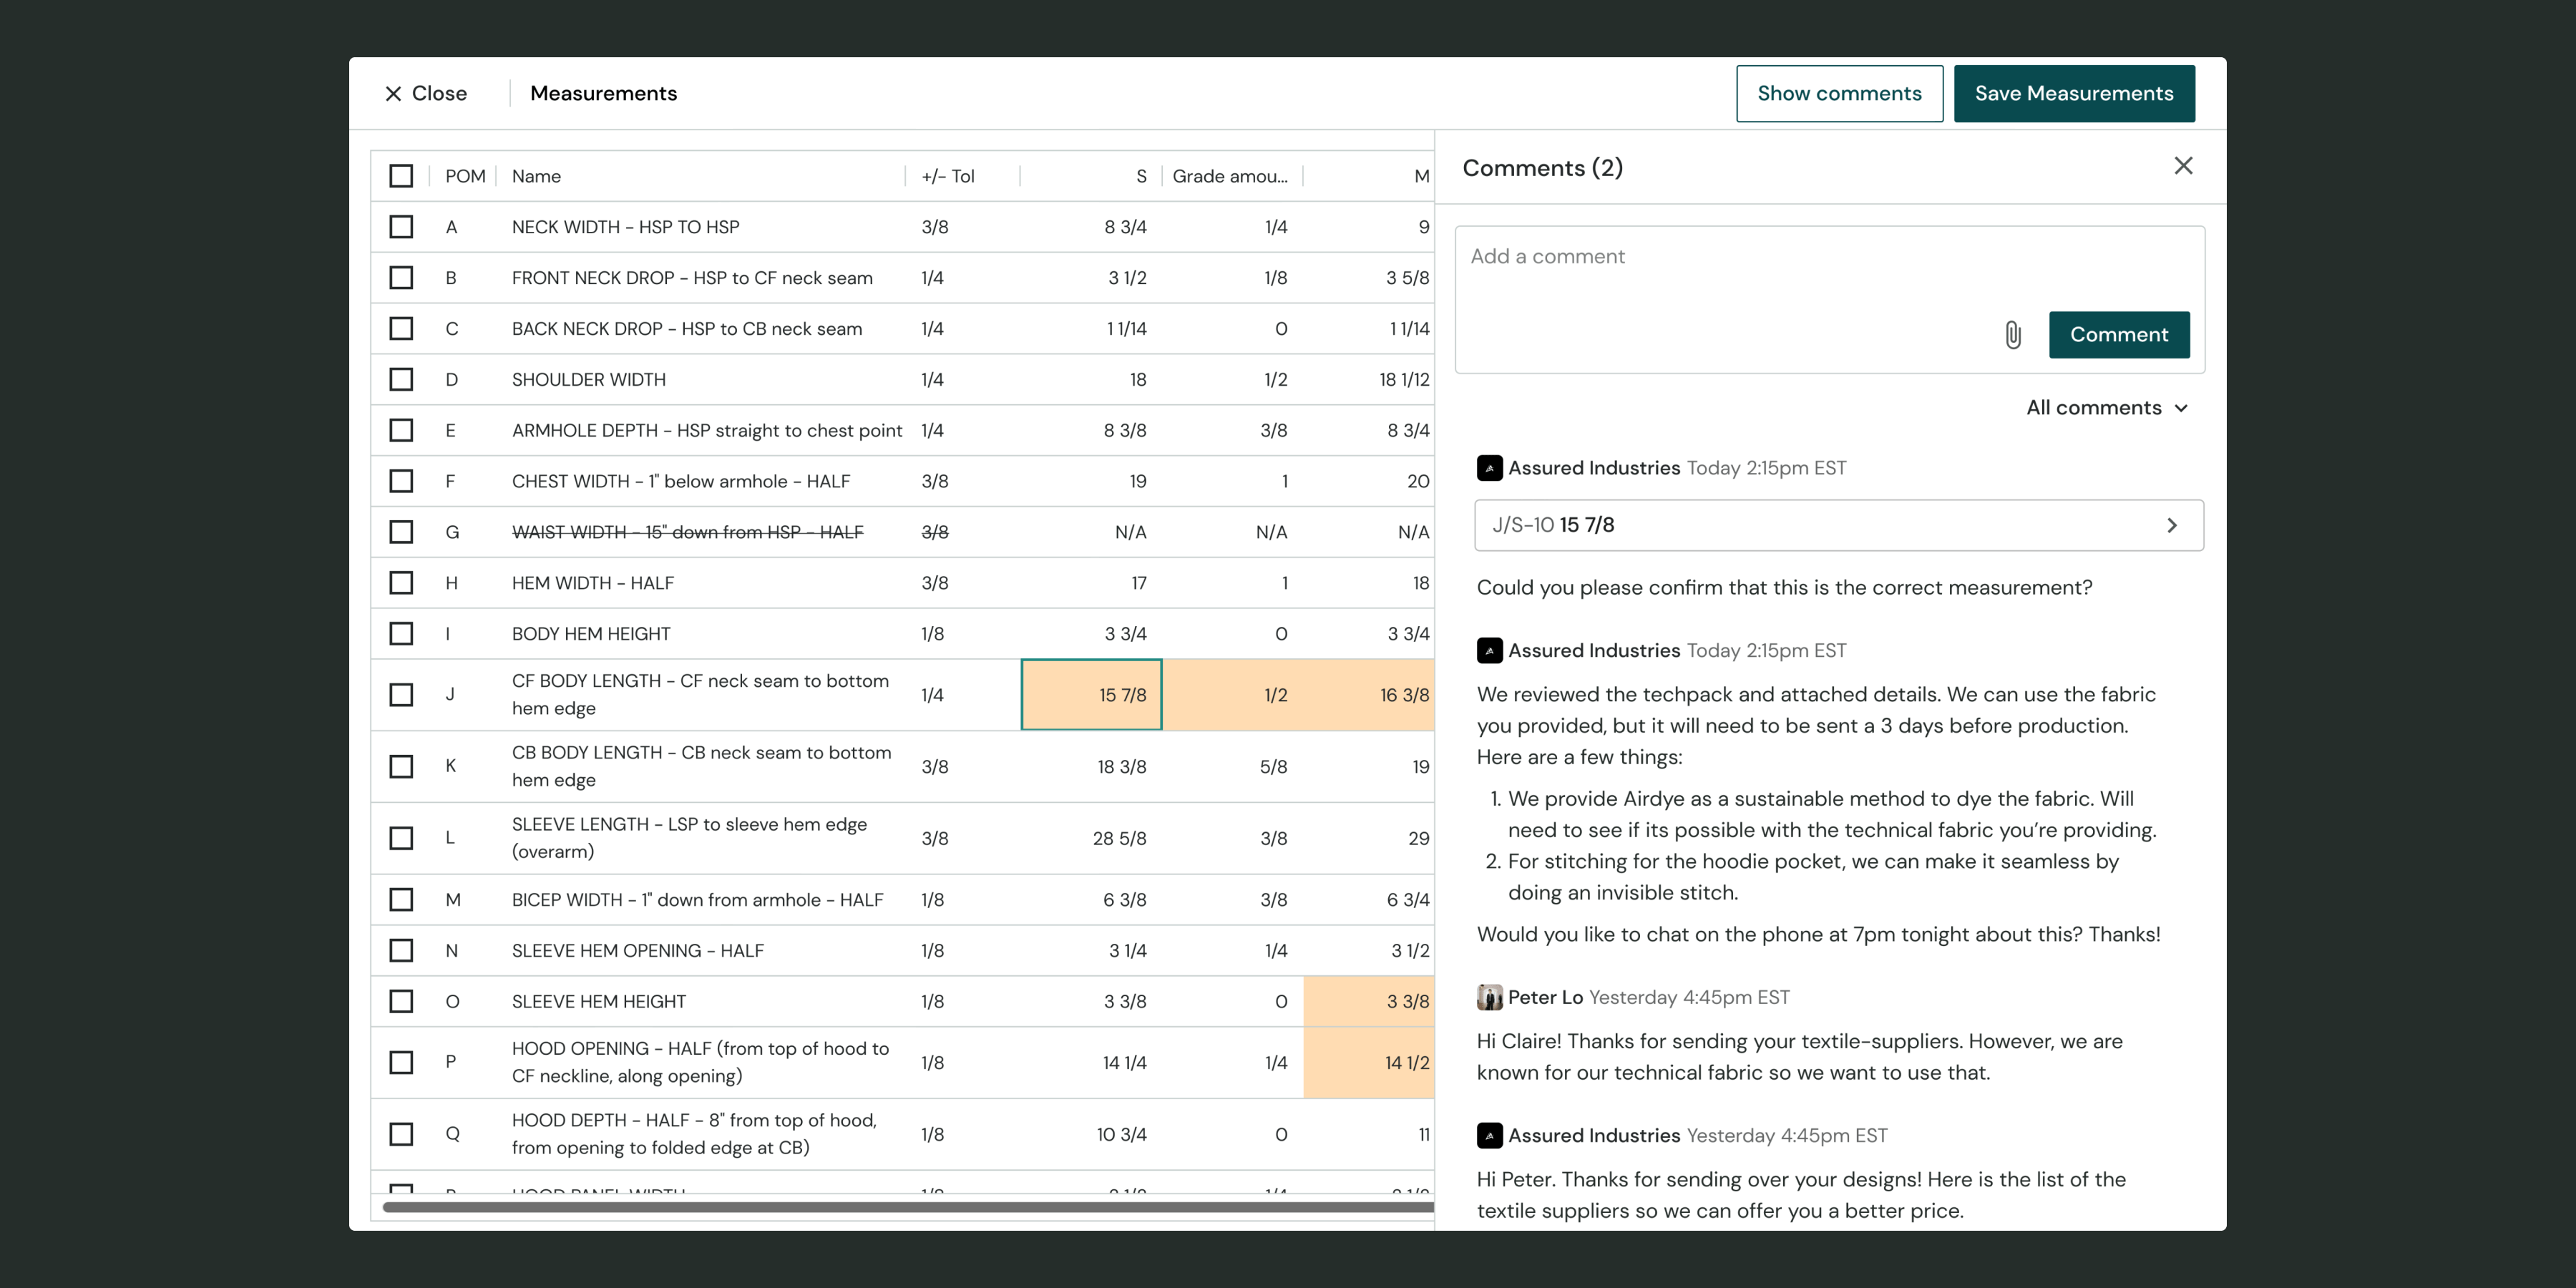 Close
Measurements
Show comments
Save Measurements
POM Name +/- Tol S Grade amou... M
A NECK WIDTH - HSP TO HSP 3/8 8 3/4 1/4 9
B FRONT NECK DROP - HSP to CF neck seam 1/4 3 1/2 1/8 3 5/8
C BACK NECK DROP - HSP to CB neck seam 1/4 1 1/14 0 1 1/14
D SHOULDER WIDTH 1/4 18 1/2 18 1/12
E ARMHOLE DEPTH - HSP straight to chest point 1/4 8 3/8 3/8 8 3/4
F CHEST WIDTH - 1" below armhole - HALF 3/8 19 1 20
G WAIST WIDTH - 15" down from HSP - HALF 3/8 N/A N/A N/A
H HEM WIDTH - HALF 3/8 17 1 18
I BODY HEM HEIGHT 1/8 3 3/4 0 3 3/4
J CF BODY LENGTH - CF neck seam to bottom
hem edge 1/4 15 7/8 1/2 16 3/8
K CB BODY LENGTH - CB neck seam to bottom
hem edge 3/8 18 3/8 5/8 19
L SLEEVE LENGTH - LSP to sleeve hem edge
(overarm) 3/8 28 5/8 3/8 29
M BICEP WIDTH - 1" down from armhole - HALF 1/8 6 3/8 3/8 6 3/4
N SLEEVE HEM OPENING - HALF 1/8 3 1/4 1/4 3 1/2
O SLEEVE HEM HEIGHT 1/8 3 3/8 0 3 3/8
P HOOD OPENING - HALF (from top of hood to
CF neckline, along opening) 1/8 14 1/4 1/4 14 1/2
Q HOOD DEPTH - HALF - 8" from top of hood,
from opening to folded edge at CB) 1/8 10 3/4 0 11
HOOD PANEL WIDTH
Comments (2)
Add a comment
Comment
All comments
Assured Industries Today 2:15pm EST
J/S-10 15 7/8
Could you please confirm that this is the correct measurement?
Assured Industries Today 2:15pm EST
We reviewed the techpack and attached details. We can use the fabric
you provided, but it will need to be sent a 3 days before production.
Here are a few things:
1. We provide Airdye as a sustainable method to dye the fabric. Will
need to see if its possible with the technical fabric you're providing.
2. For stitching for the hoodie pocket, we can make it seamless by
doing an invisible stitch.
Would you like to chat on the phone at 7pm tonight about this? Thanks!
Peter Lo Yesterday 4:45pm EST
Hi Claire! Thanks for sending your textile-suppliers. However, we are
known for our technical fabric so we want to use that.
Assured Industries Yesterday 4:45pm EST
Hi Peter. Thanks for sending over your designs! Here is the list of the
textile suppliers so we can offer you a better price.